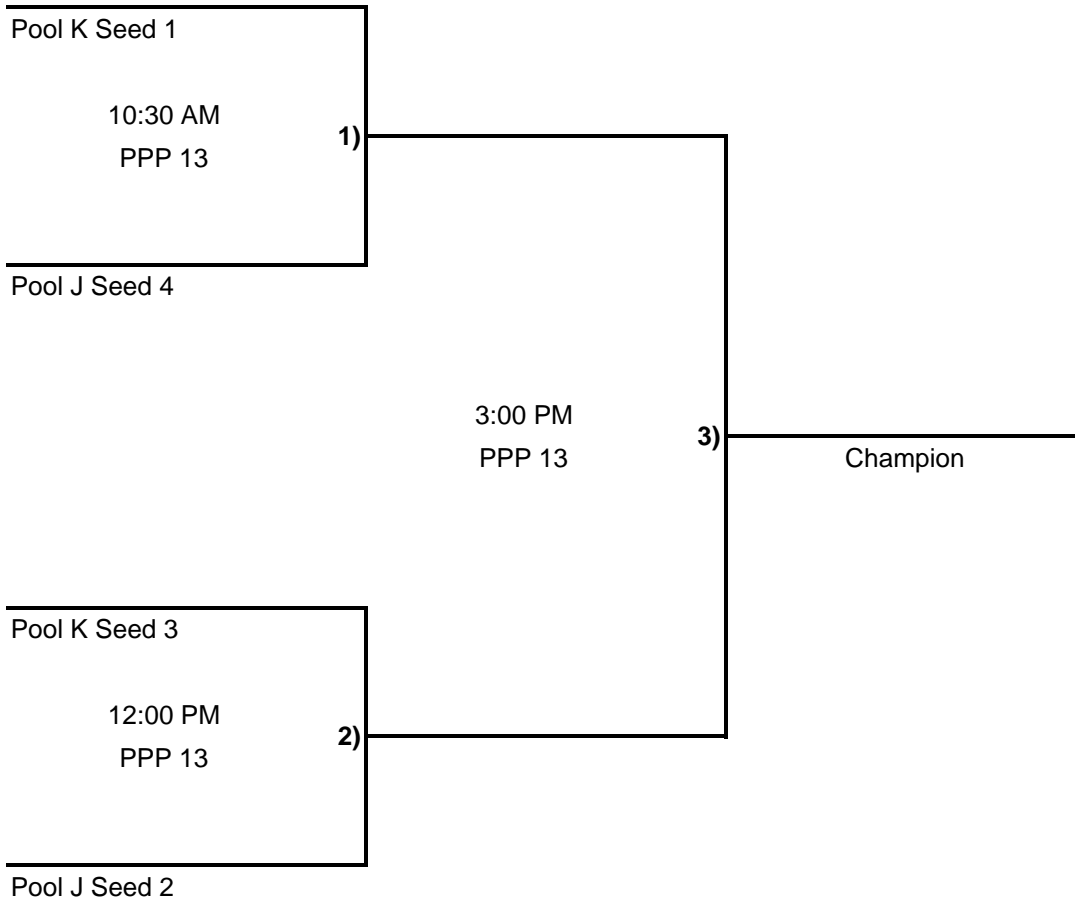 Pool K Seed 1
10:30 AM
1)
PPP 13
Pool J Seed 4
3:00 PM
3)
PPP 13
Champion
Pool K Seed 3
12:00 PM
2)
PPP 13
Pool J Seed 2